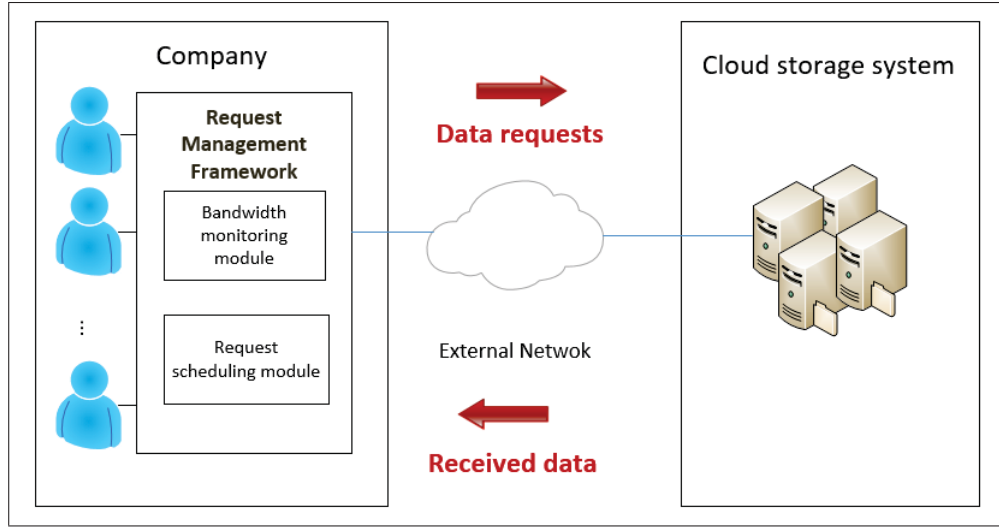 Company
Request
Management
Framework
Bandwidth
monitoring
module
...
Request
scheduling module
Data requests
External Netwok
Received data
Cloud storage system